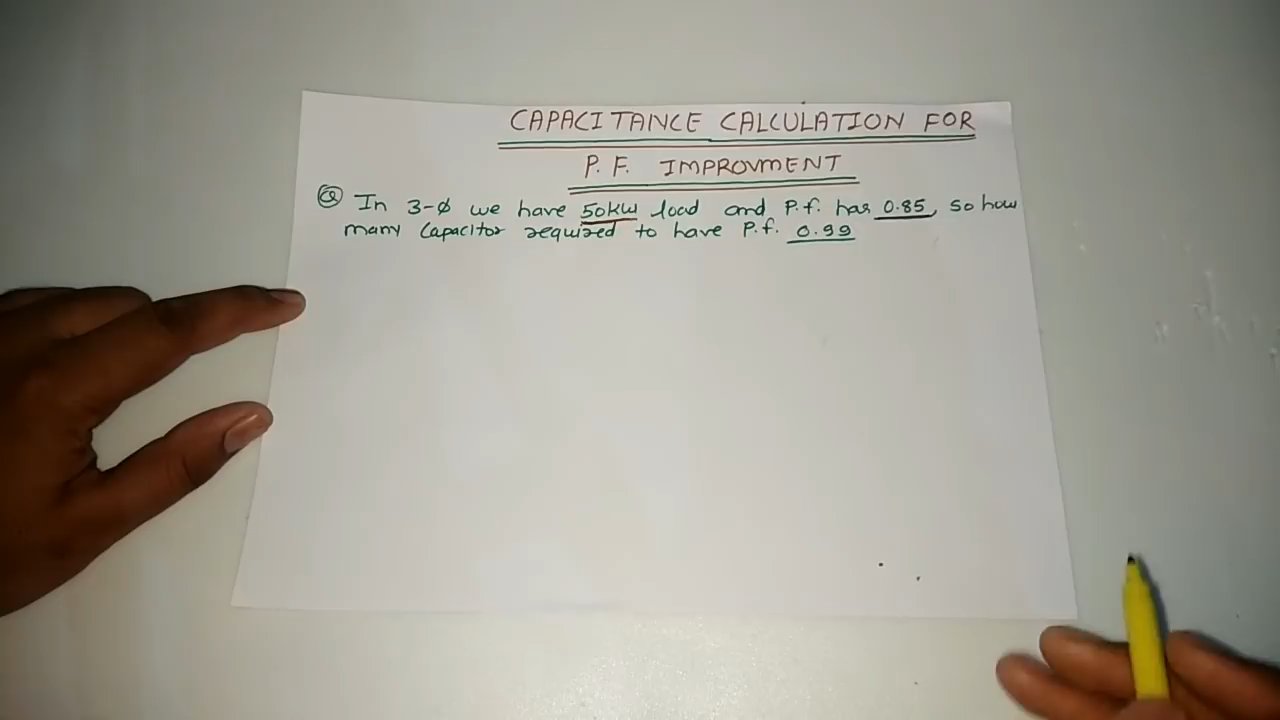 CAPACITANCE CALCULATION FOR
P.F. IMPROVMENT
Q In 3-ϕ we have 50kW load and P.f. has 0.85, so how
many Capacitor required to have P.f. 0.99